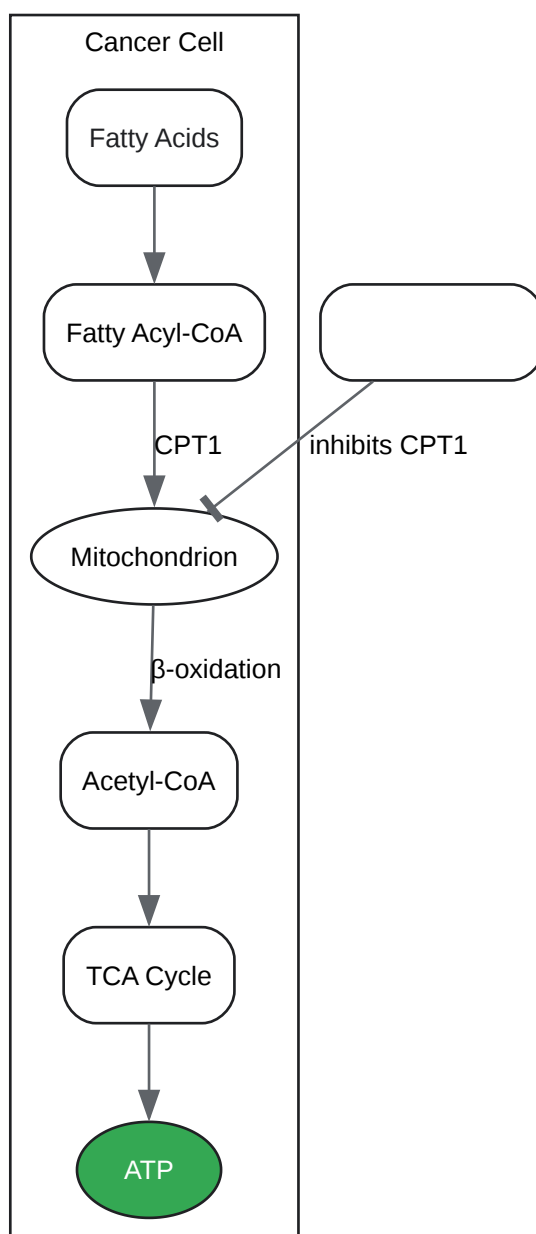 Cancer Cell
Fatty Acids
Fatty Acyl-CoA
CPT1
inhibits CPT1
Mitochondrion
β-oxidation
Acetyl-CoA
TCA Cycle
ATP